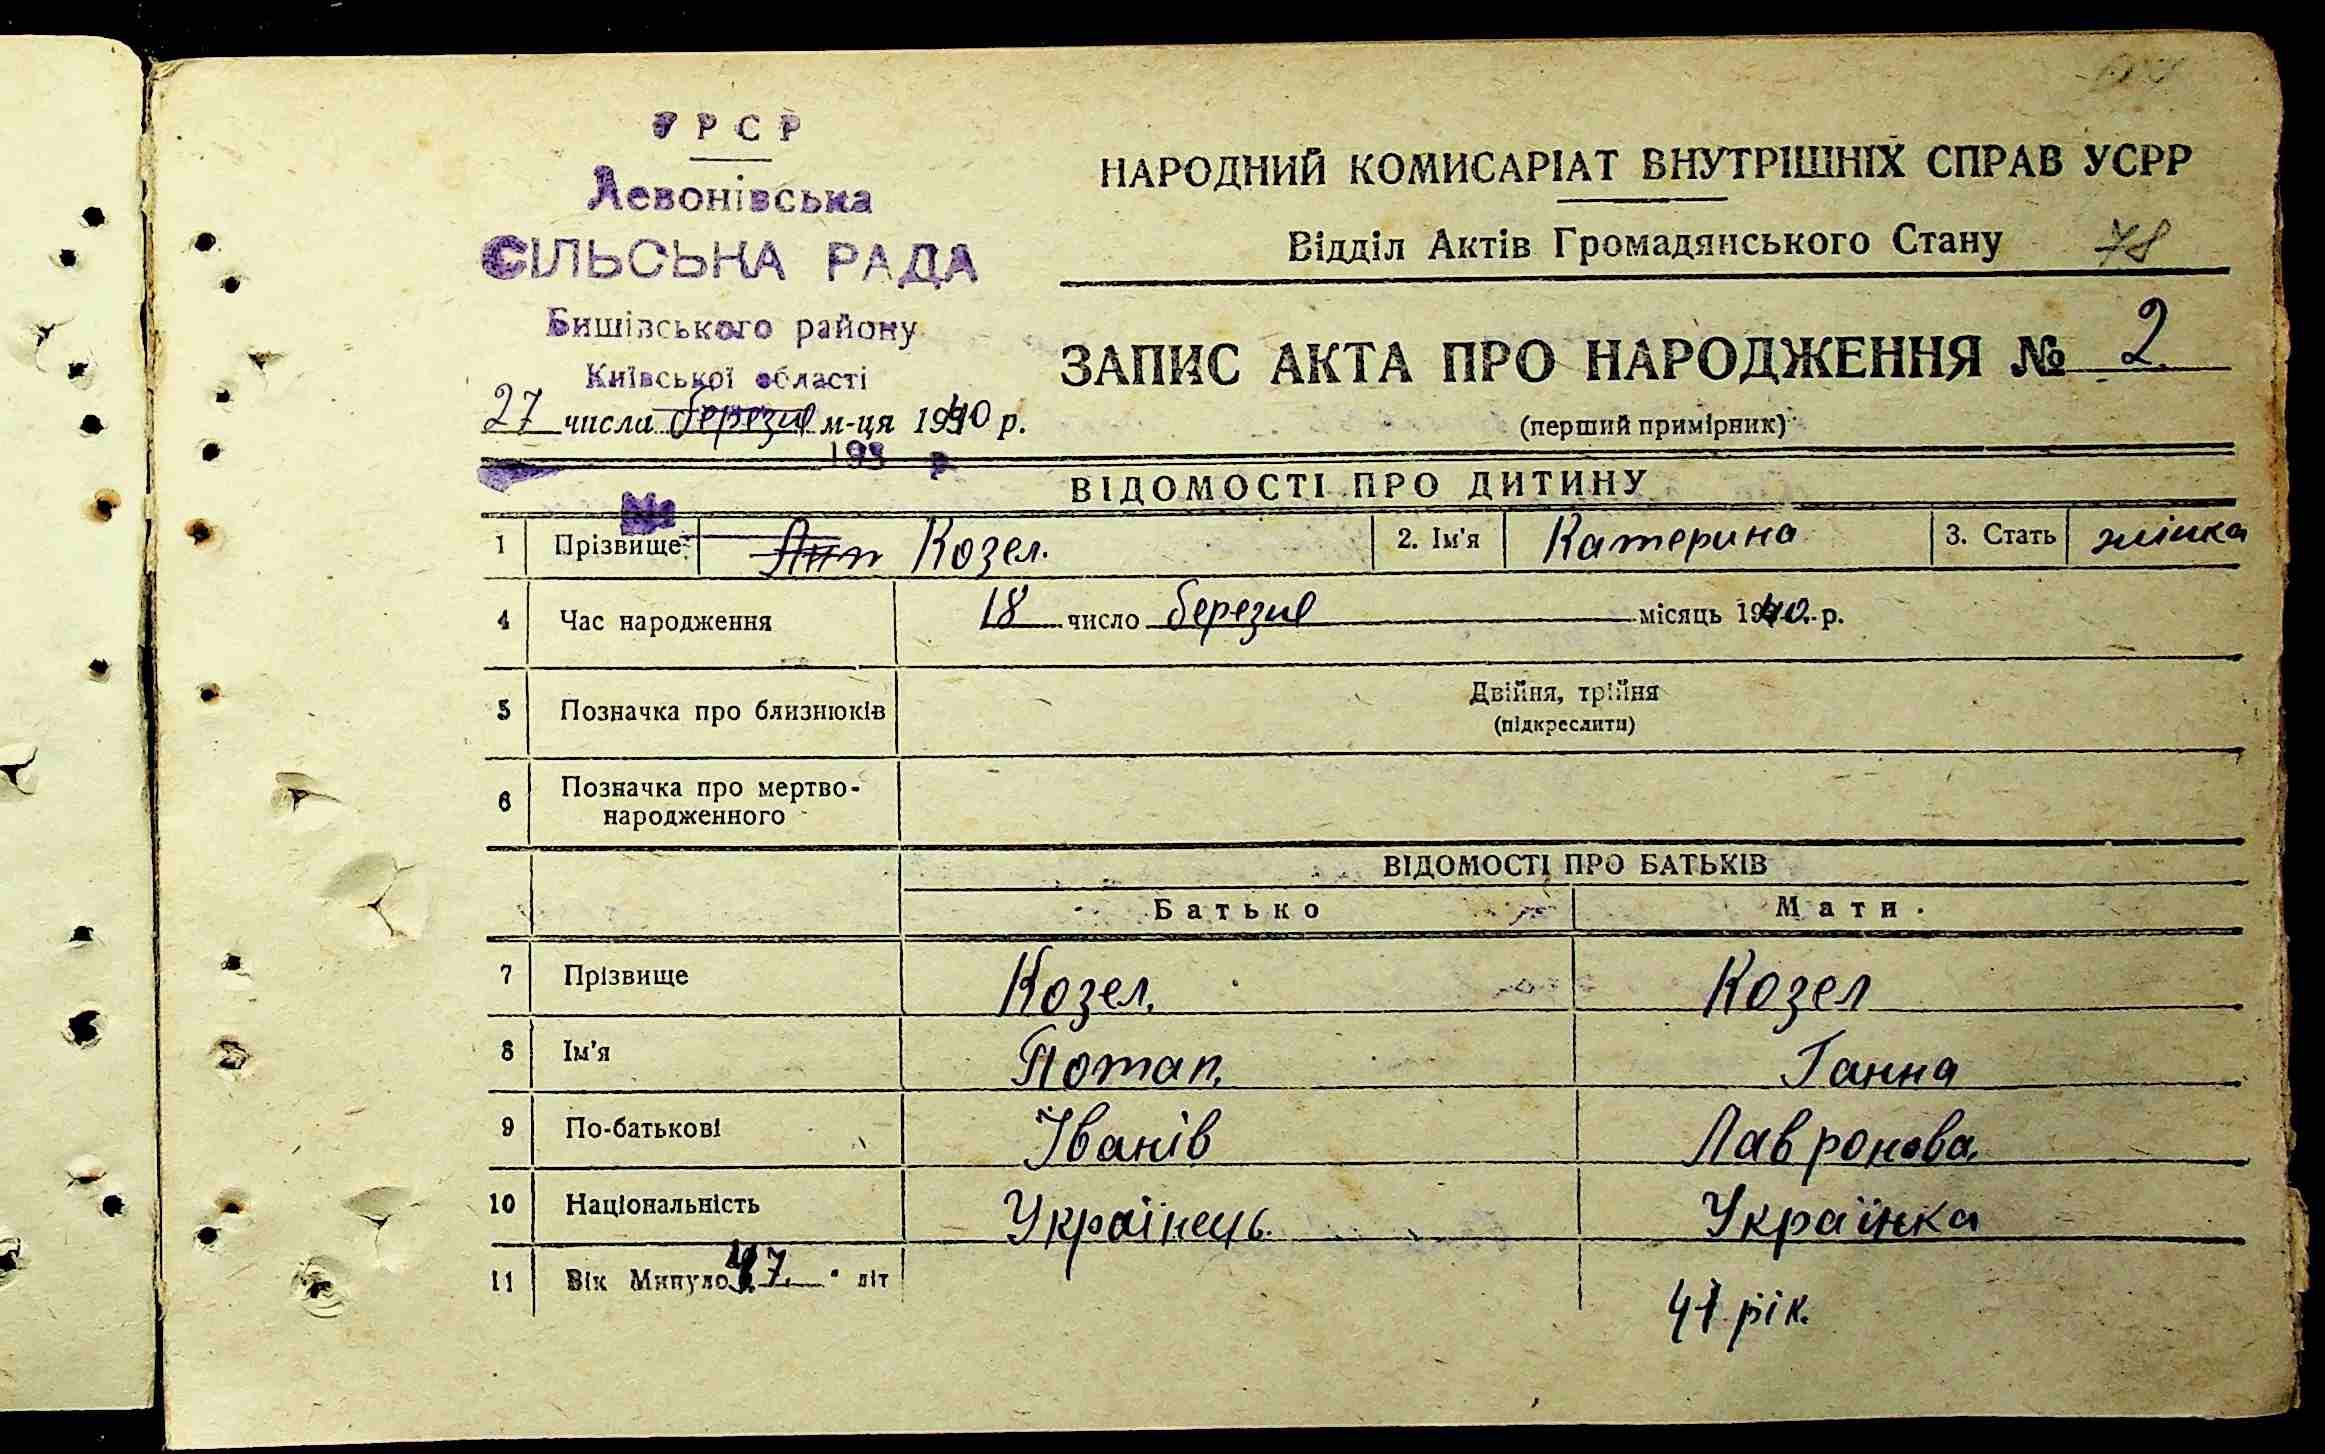 УРСР
Левонівська
СІЛЬСЬКА РАДА
Бишівського району
Київської області
27 числа березня м-ця 1940 р.
193 р.
№
НАРОДНИЙ КОМИСАРІАТ ВНУТРІШНІХ СПРАВ УСРР
Відділ Актів Громадянського Стану
78
ЗАПИС АКТА ПРО НАРОДЖЕННЯ № 2
(перший примірник)
ВІДОМОСТІ ПРО ДИТИНУ
1 Прізвище Козел. 2. Ім'я Катерина 3. Стать жінка
4 Час народження 18 число березня місяць 1940 р.
5 Позначка про близнюків Двійня, трійня
(підкреслити)
6 Позначка про мертво-
народженного
ВІДОМОСТІ ПРО БАТЬКІВ
Батько Мати
7 Прізвище Козел. Козел
8 Ім'я Потап. Ганна
9 По-батькові Іванів Лавронова.
10 Національність Українець. Українка
11 Вік Минуло 47 літ 41 рік.